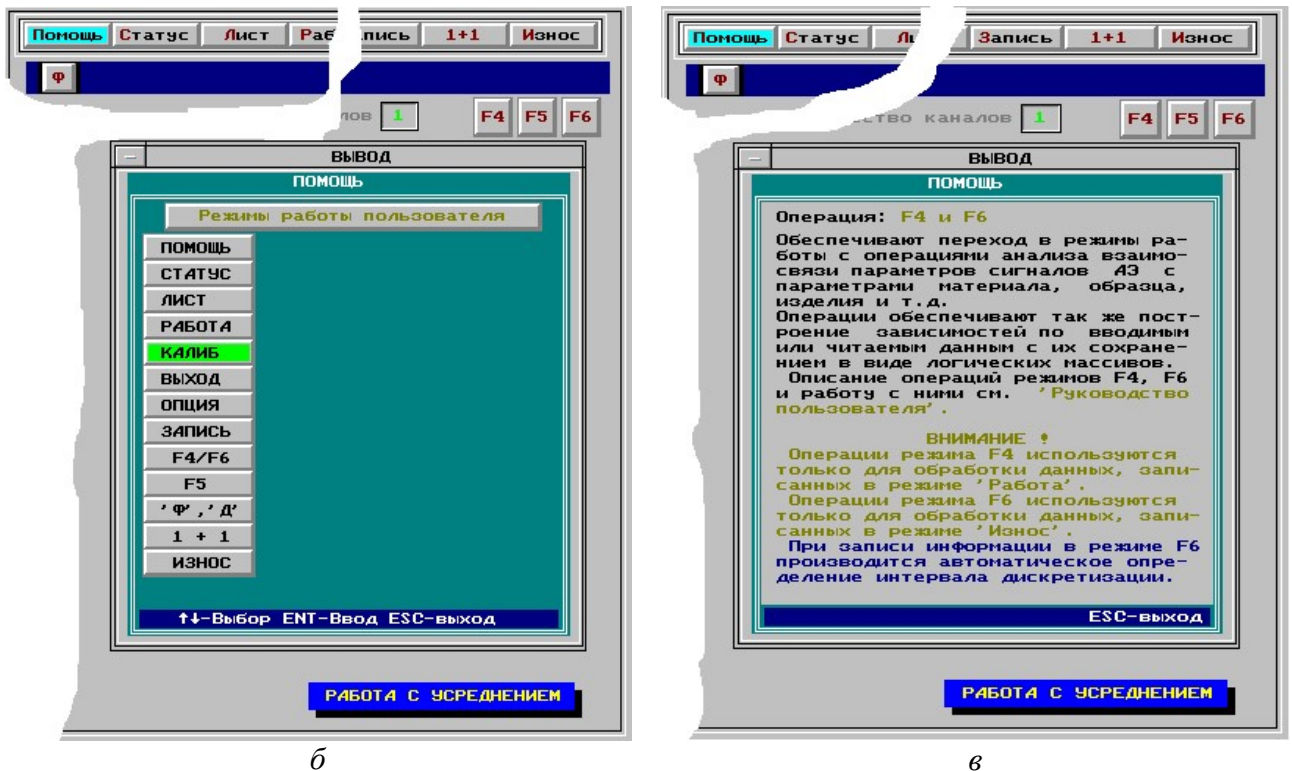 Помощь Статус Лист Раб пись 1+1 Износ
Ф
лов 1 F4 F5 F6
ВЫВОД
ПОМОЩЬ
Режимы работы пользователя
ПОМОЩЬ
СТАТУС
ЛИСТ
РАБОТА
КАЛИБ
ВЫХОД
ОПЦИЯ
ЗАПИСЬ
F4/F6
F5
'Ф','Д'
1 + 1
ИЗНОС
↑↓-Выбор ENT-Ввод ESC-выход
РАБОТА С УСРЕДНЕНИЕМ
б
Помощь Статус Ли Запись 1+1 Износ
Ф
ство каналов 1 F4 F5 F6
ВЫВОД
ПОМОЩЬ
Операция: F4 и F6
Обеспечивают переход в режимы ра-
боты с операциями анализа взаимо-
связи параметров сигналов АЭ с
параметрами материала, образца,
изделия и т.д.
Операции обеспечивают так же пост-
роение зависимостей по вводимым
или читаемым данным с их сохране-
нием в виде логических массивов.
Описание операций режимов F4, F6
и работу с ними см. 'Руководство
пользователя'.
ВНИМАНИЕ !
Операции режима F4 используются
только для обработки данных, запи-
санных в режиме 'Работа'.
Операции режима F6 используются
только для обработки данных, запи-
санных в режиме 'Износ'.
При записи информации в режиме F6
производится автоматическое опре-
деление интервала дискретизации.
ESC-выход
РАБОТА С УСРЕДНЕНИЕМ
в